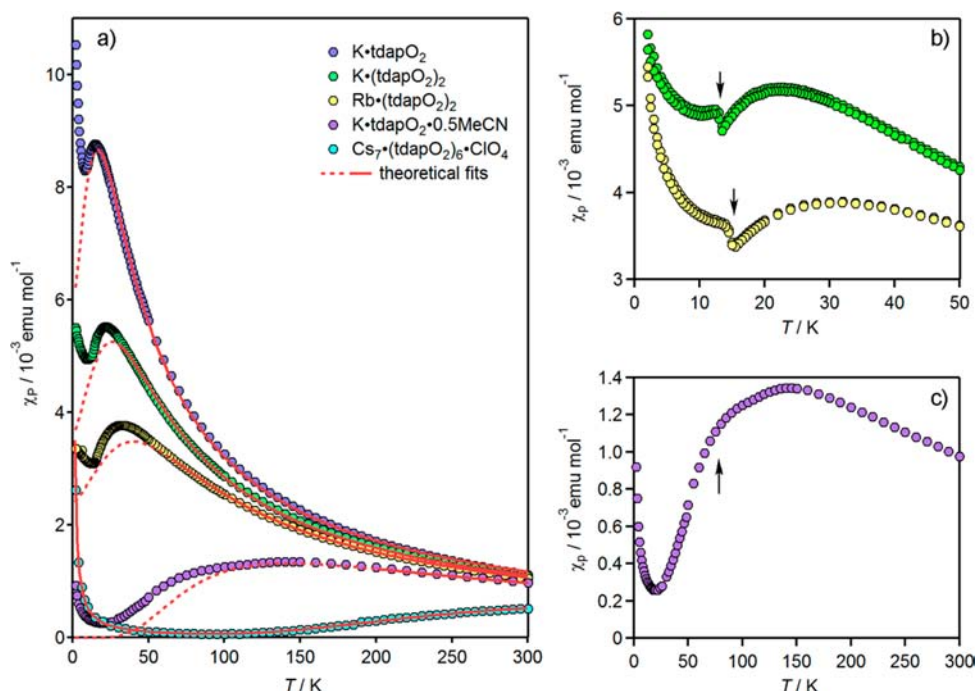 a)
K•tdapO2
K•(tdapO2)2
Rb•(tdapO2)2
K•tdapO2•0.5MeCN
Cs7•(tdapO2)6•ClO4
theoretical fits
10
8
6
4
2
0
χP / 10⁻³ emu mol⁻¹
0 50 100 150 200 250 300
T / K
b)
6
5
4
3
χp / 10⁻³ emu mol⁻¹
0 10 20 30 40 50
T / K
c)
1.4
1.2
1.0
0.8
0.6
0.4
0.2
0
χp / 10⁻³ emu mol⁻¹
0 50 100 150 200 250 300
T / K